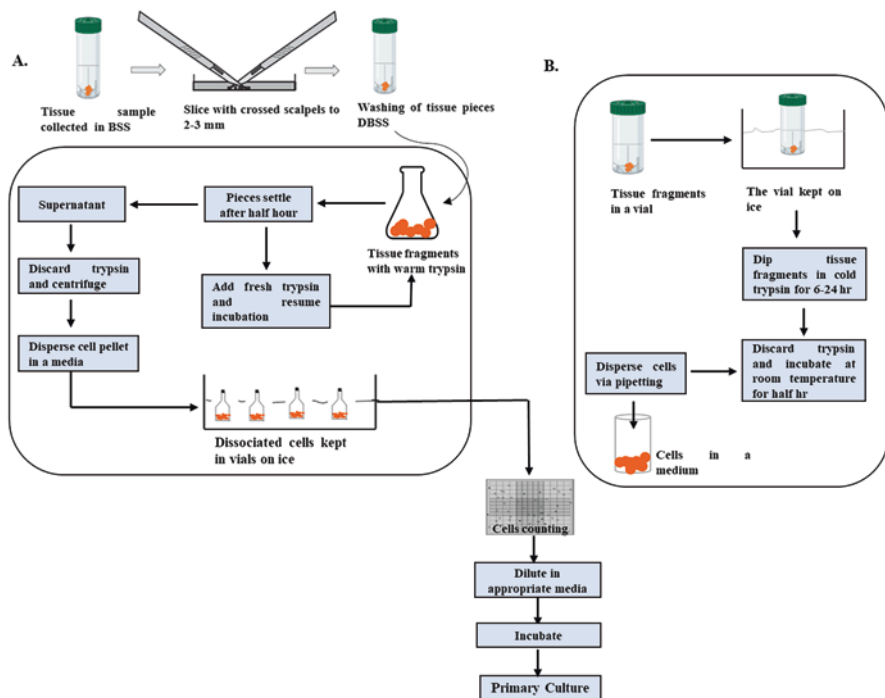 A.
Tissue sample
collected in BSS
Slice with crossed scalpels to
2-3 mm
Washing of tissue pieces
DBSS
Supernatant
Pieces settle
after half hour
Tissue fragments
with warm trypsin
Discard trypsin
and centrifuge
Add fresh trypsin
and resume
incubation
Disperse cell pellet
in a media
Dissociated cells kept
in vials on ice
Cells counting
Dilute in
appropriate media
Incubate
Primary Culture
B.
Tissue fragments
in a vial
The vial kept on
ice
Dip tissue
fragments in cold
trypsin for 6-24 hr
Discard trypsin
and incubate at
room temperature
for half hr
Disperse cells
via pipetting
Cells in a
medium